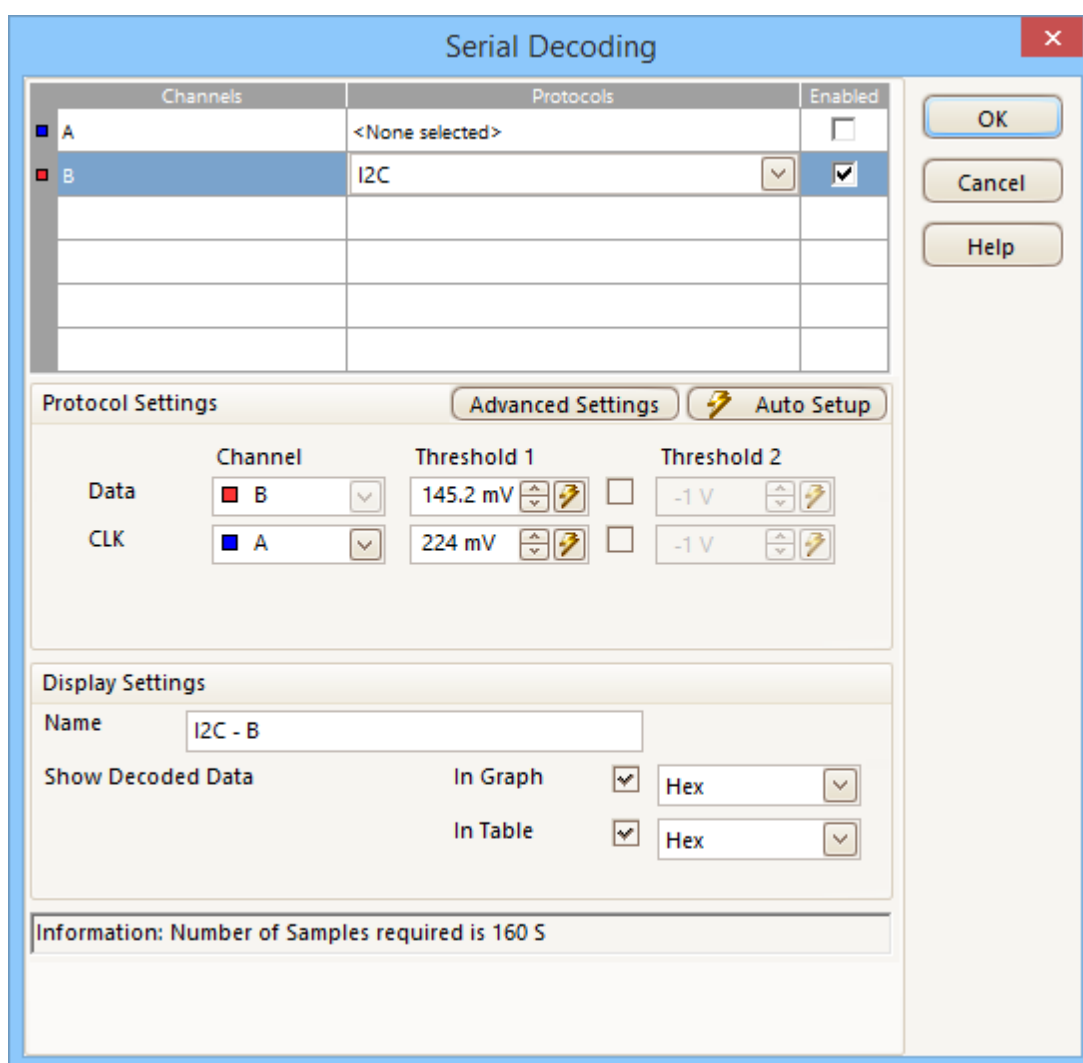 Serial Decoding
Channels Protocols Enabled
A <None selected>
B I2C
OK
Cancel
Help
Protocol Settings Advanced Settings Auto Setup
Channel Threshold 1 Threshold 2
Data B 145.2 mV -1 V
CLK A 224 mV -1 V
Display Settings
Name I2C - B
Show Decoded Data In Graph Hex
In Table Hex
Information: Number of Samples required is 160 S